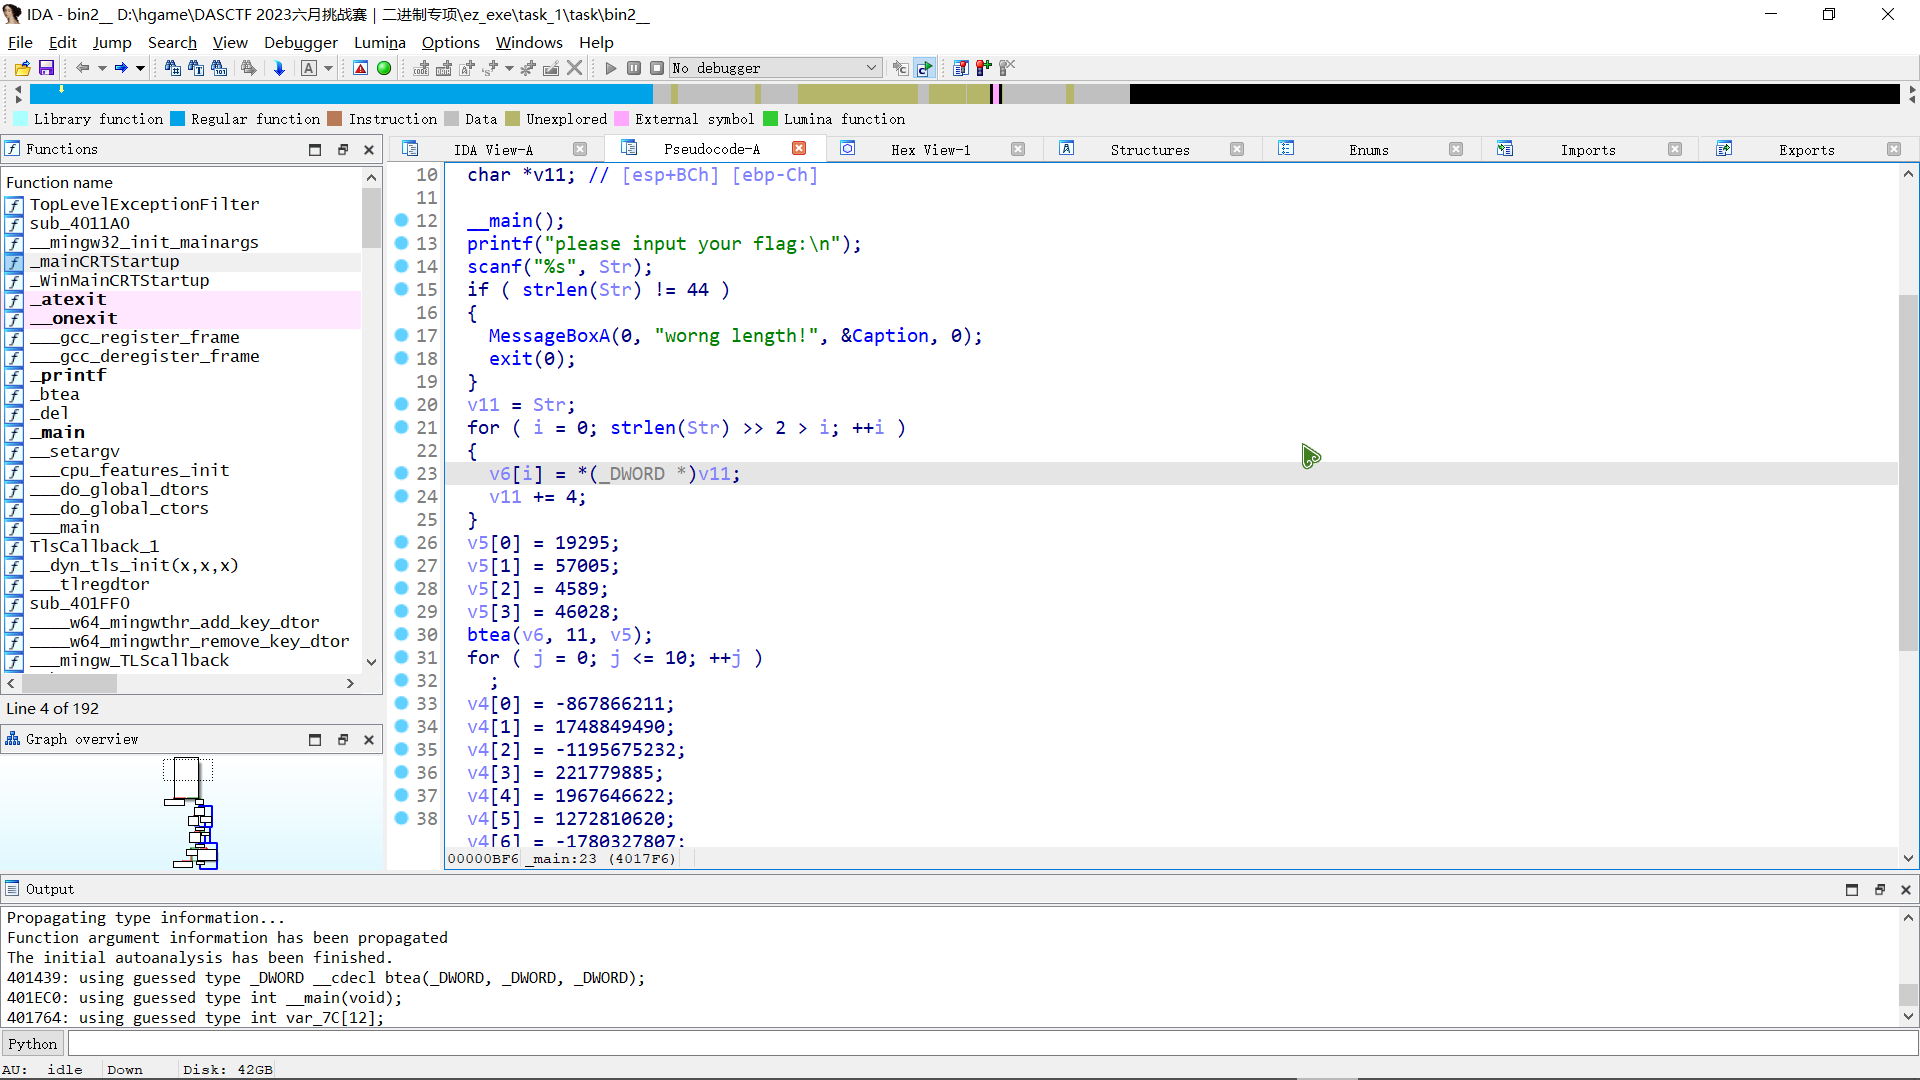 IDA - bin2__ D:\hgame\DASCTF 2023六月挑战赛｜二进制专项\ez_exe\task_1\task\bin2__
File Edit Jump Search View Debugger Lumina Options Windows Help
No debugger
Library function Regular function Instruction Data Unexplored External symbol Lumina function
Functions
IDA View-A Pseudocode-A Hex View-1 Structures Enums Imports Exports
Function name
TopLevelExceptionFilter
sub_4011A0
__mingw32_init_mainargs
_mainCRTStartup
_WinMainCRTStartup
_atexit
__onexit
___gcc_register_frame
___gcc_deregister_frame
_printf
_btea
_del
_main
__setargv
___cpu_features_init
___do_global_dtors
___do_global_ctors
___main
TlsCallback_1
__dyn_tls_init(x,x,x)
___tlregdtor
sub_401FF0
____w64_mingwthr_add_key_dtor
____w64_mingwthr_remove_key_dtor
___mingw_TLScallback
Line 4 of 192
Graph overview
10 char *v11; // [esp+BCh] [ebp-Ch]
11
12 __main();
13 printf("please input your flag:\n");
14 scanf("%s", Str);
15 if ( strlen(Str) != 44 )
16 {
17 MessageBoxA(0, "worng length!", &Caption, 0);
18 exit(0);
19 }
20 v11 = Str;
21 for ( i = 0; strlen(Str) >> 2 > i; ++i )
22 {
23 v6[i] = *(_DWORD *)v11;
24 v11 += 4;
25 }
26 v5[0] = 19295;
27 v5[1] = 57005;
28 v5[2] = 4589;
29 v5[3] = 46028;
30 btea(v6, 11, v5);
31 for ( j = 0; j <= 10; ++j )
32 ;
33 v4[0] = -867866211;
34 v4[1] = 1748849490;
35 v4[2] = -1195675232;
36 v4[3] = 221779885;
37 v4[4] = 1967646622;
38 v4[5] = 1272810620;
v4[6] = -1780327807;
00000BF6 _main:23 (4017F6)
Output
Propagating type information...
Function argument information has been propagated
The initial autoanalysis has been finished.
401439: using guessed type _DWORD __cdecl btea(_DWORD, _DWORD, _DWORD);
401EC0: using guessed type int __main(void);
401764: using guessed type int var_7C[12];
Python
AU: idle Down Disk: 42GB